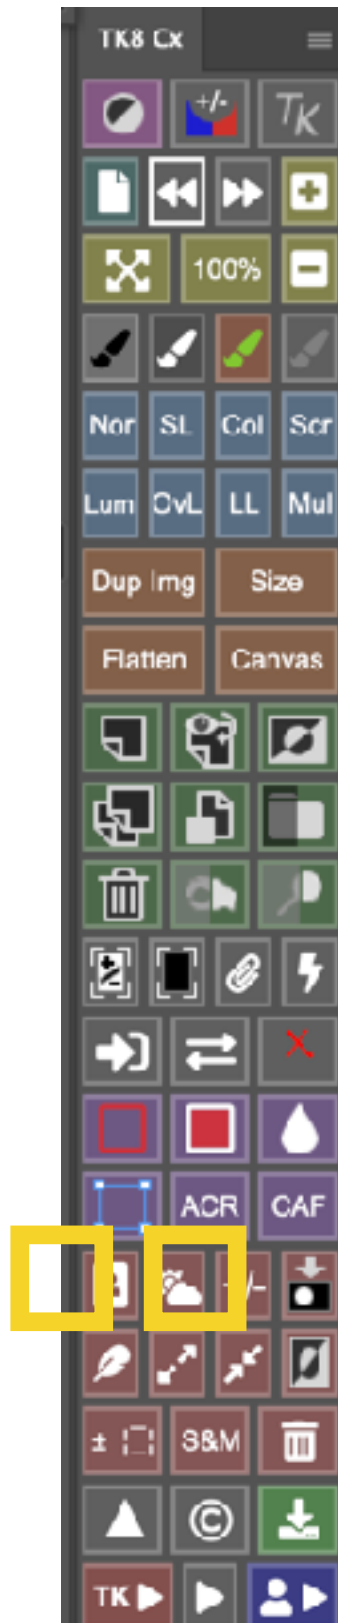 TK8 Cx
+/-
TK
100%
Nor SL Col Scr
Lum OvL LL Mul
Dup Img Size
Flatten Canvas
ACR CAF
S&M
©
TK